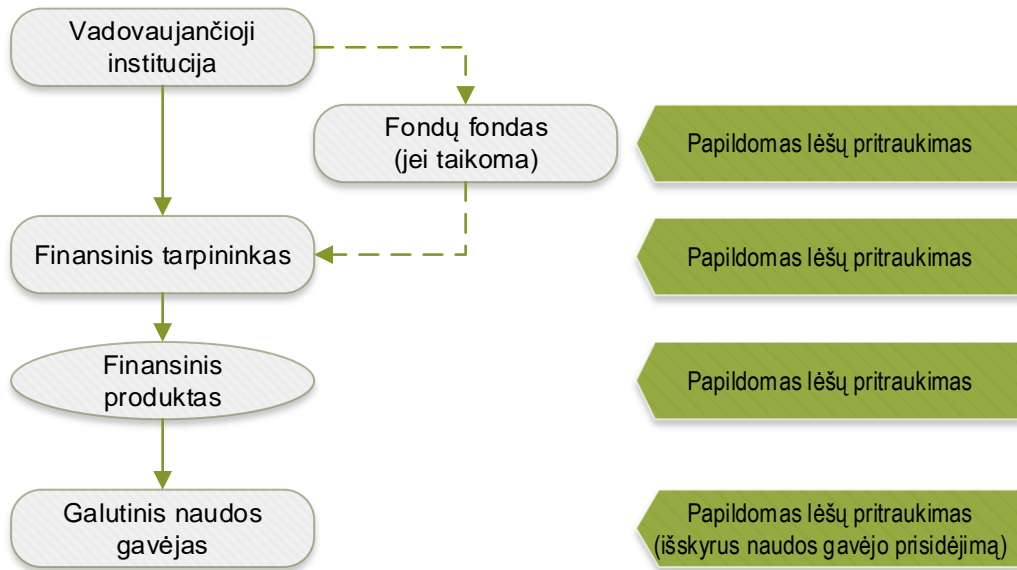 Vadovaujančioji
institucija
Fondų fondas
(jei taikoma)
Papildomas lėšų pritraukimas
Finansinis tarpininkas
Papildomas lėšų pritraukimas
Finansinis
produktas
Papildomas lėšų pritraukimas
Galutinis naudos
gavėjas
Papildomas lėšų pritraukimas
(išskyrus naudos gavėjo prisidėjimą)